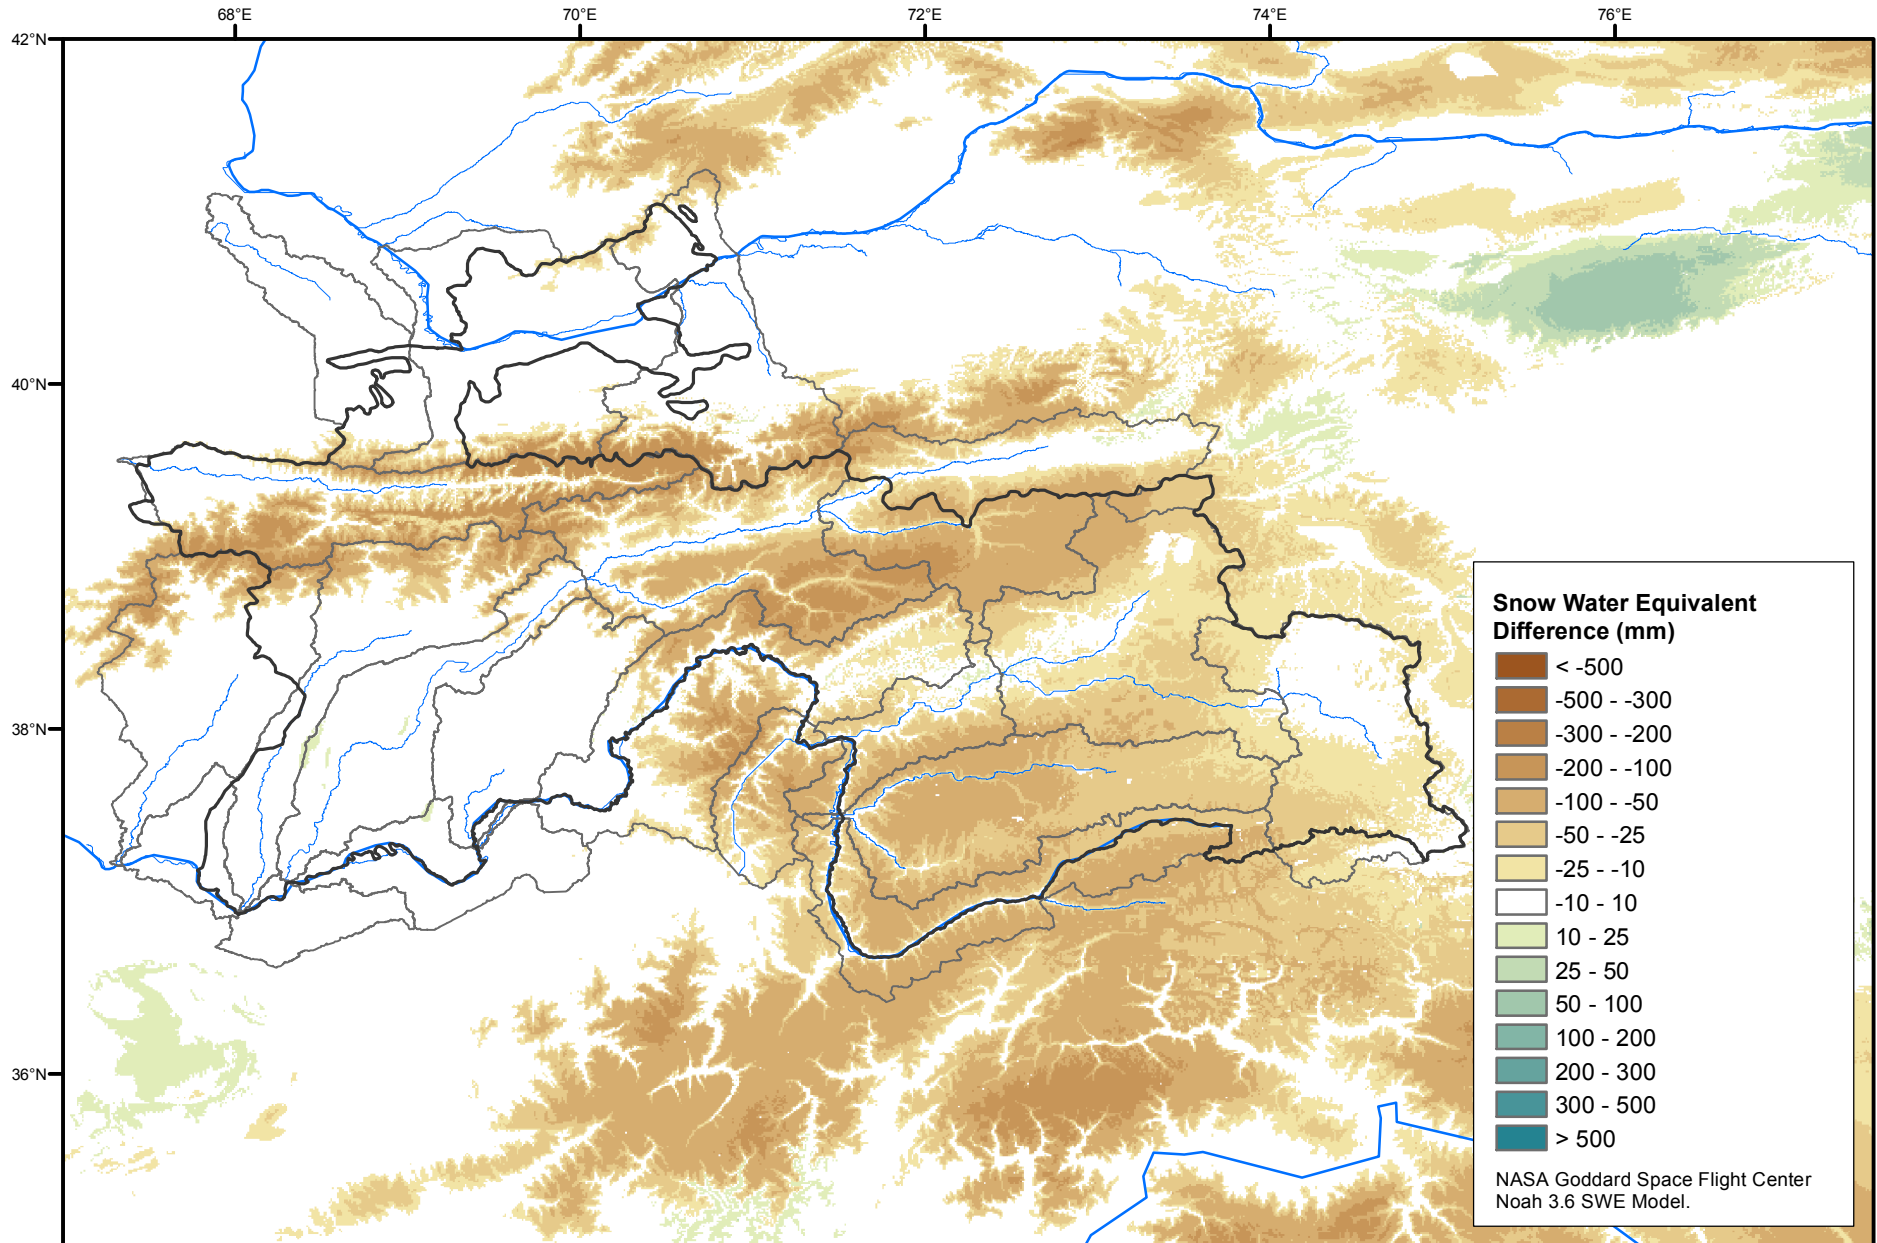 68°E
70°E
72°E
74°E
76°E
42°N
40°N
38°N
36°N
Snow Water Equivalent
Difference (mm)
< -500
-500 - -300
-300 - -200
-200 - -100
-100 - -50
-50 - -25
-25 - -10
-10 - 10
10 - 25
25 - 50
50 - 100
100 - 200
200 - 300
300 - 500
> 500
NASA Goddard Space Flight Center
Noah 3.6 SWE Model.